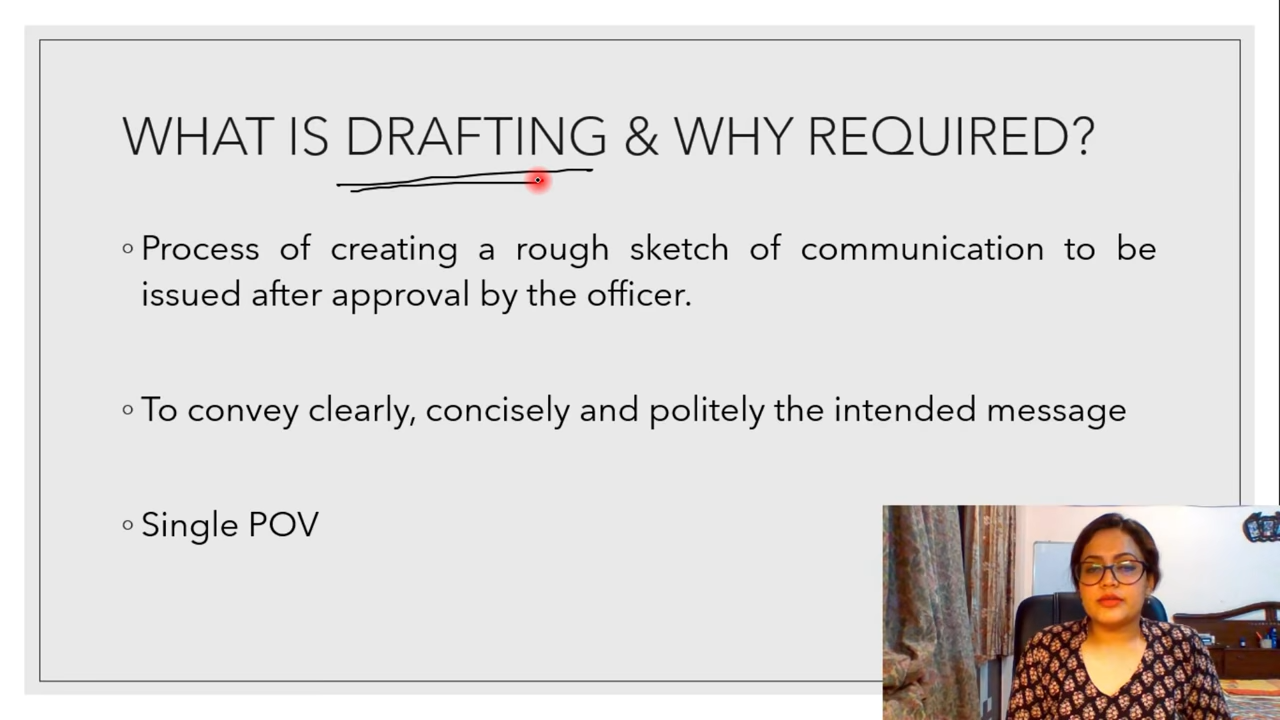 WHAT IS DRAFTING & WHY REQUIRED?
◦ Process of creating a rough sketch of communication to be
issued after approval by the officer.
◦ To convey clearly, concisely and politely the intended message
◦ Single POV